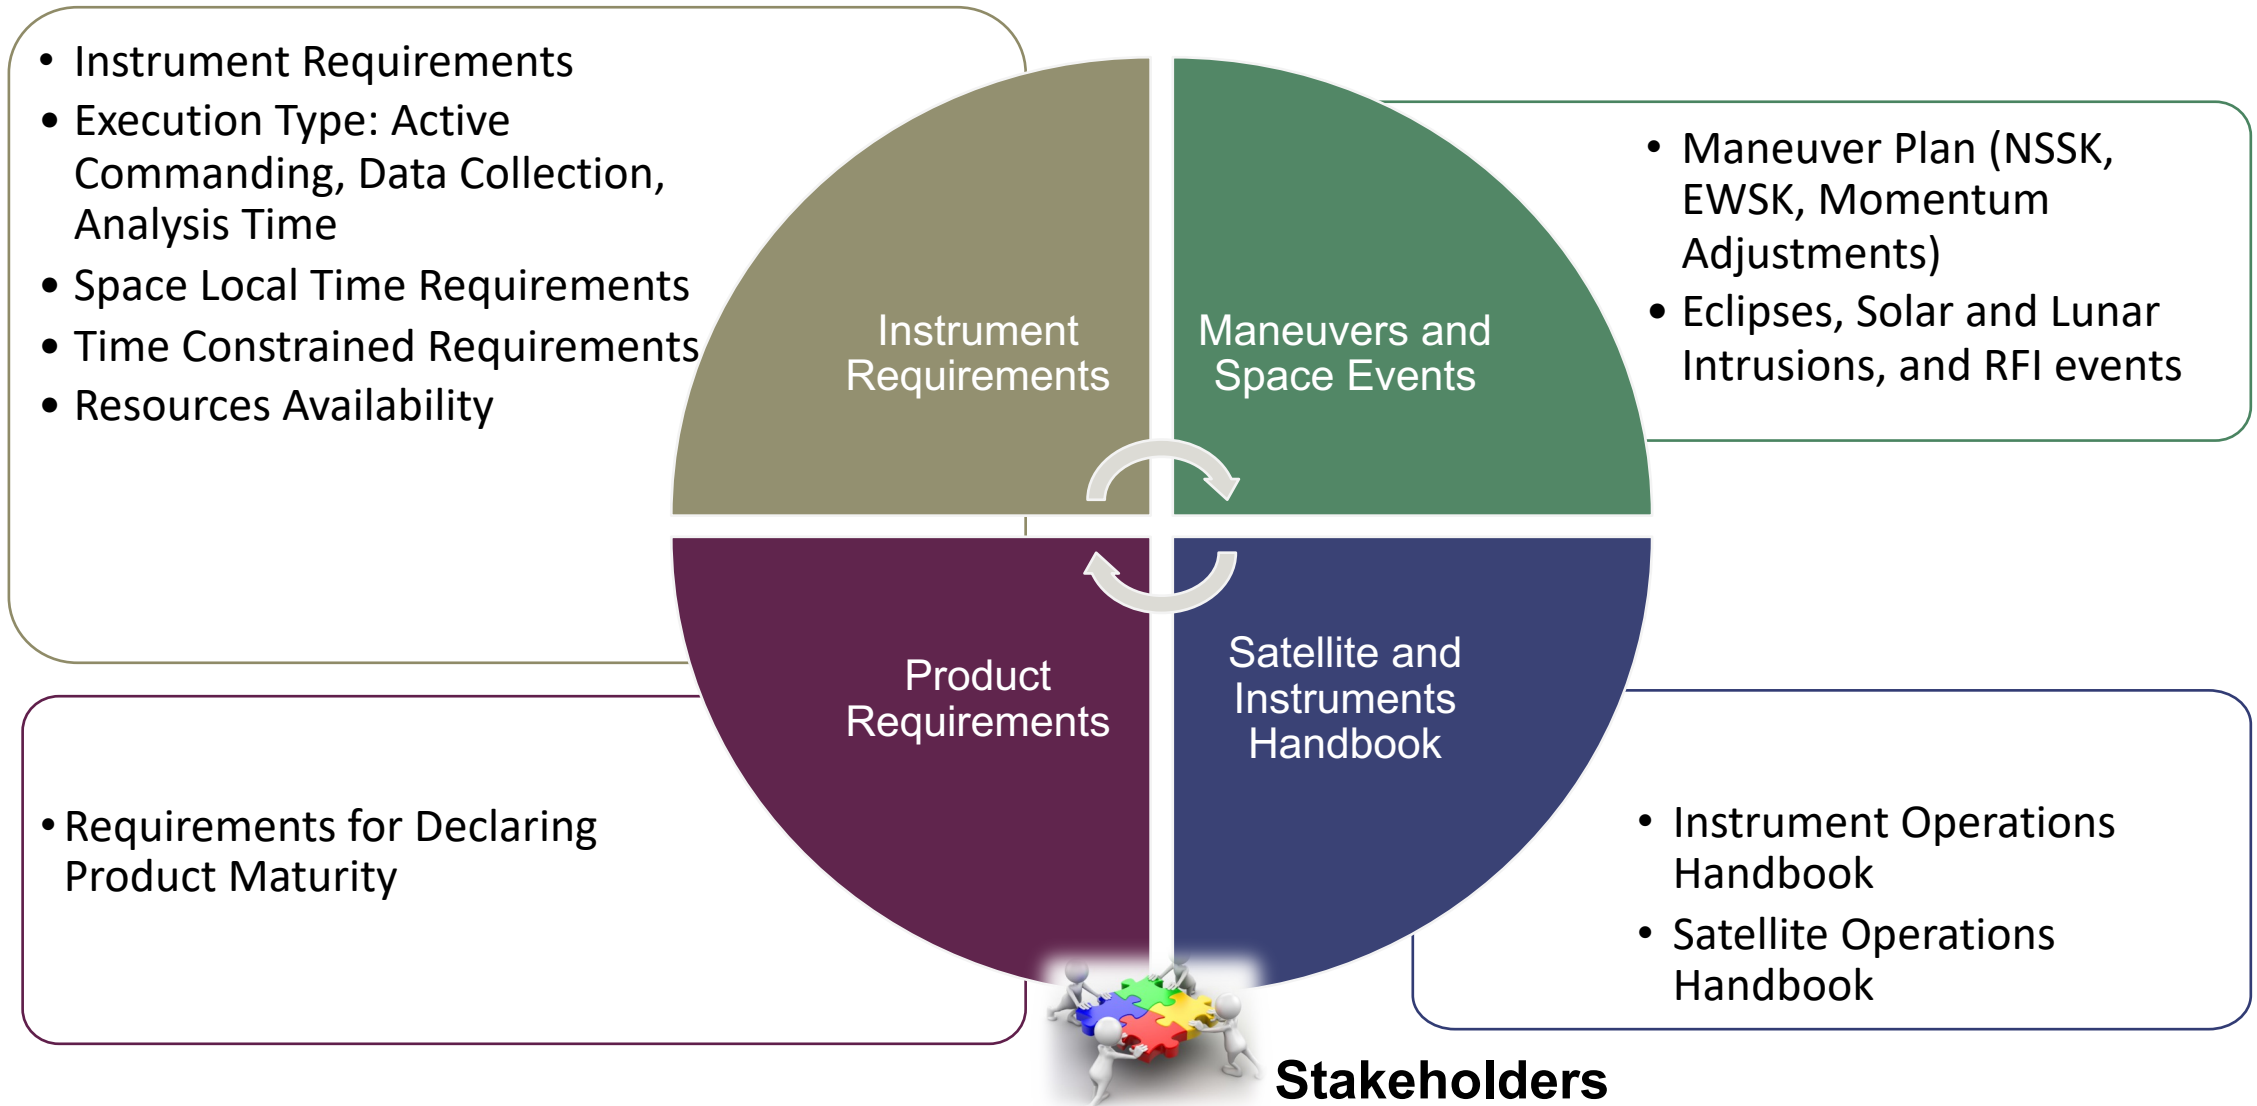 • Instrument Requirements
• Execution Type: Active
Commanding, Data Collection,
Analysis Time
• Space Local Time Requirements
• Time Constrained Requirements
• Resources Availability
Instrument
Requirements
Maneuvers and
Space Events
• Maneuver Plan (NSSK,
EWSK, Momentum
Adjustments)
• Eclipses, Solar and Lunar
Intrusions, and RFI events
Product
Requirements
Satellite and
Instruments
Handbook
• Requirements for Declaring
Product Maturity
• Instrument Operations
Handbook
• Satellite Operations
Handbook
Stakeholders